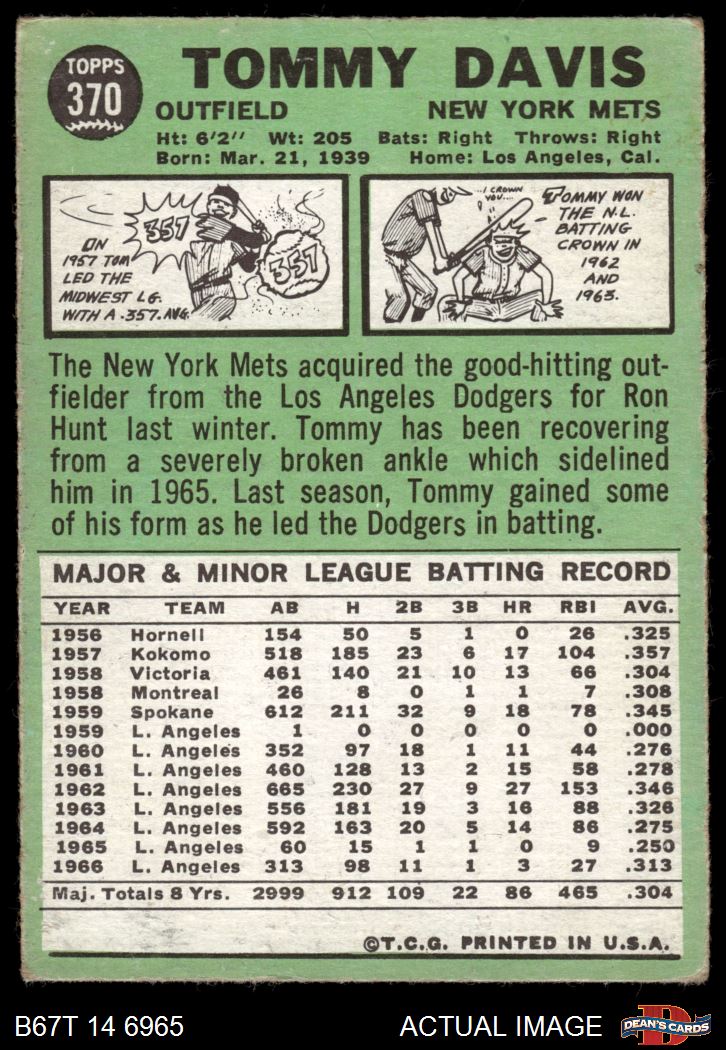 TOPPS
370
TOMMY DAVIS
OUTFIELD NEW YORK METS
Ht: 6'2" Wt: 205 Bats: Right Throws: Right
Born: Mar. 21, 1939 Home: Los Angeles, Cal.
IN
1957 TOM
LED THE
MIDWEST LG.
WITH A .357. AVG.
357
357
...I CROWN
YOU....
TOMMY WON
THE N.L.
BATTING
CROWN IN
1962
AND
1963.
The New York Mets acquired the good-hitting out-
fielder from the Los Angeles Dodgers for Ron
Hunt last winter. Tommy has been recovering
from a severely broken ankle which sidelined
him in 1965. Last season, Tommy gained some
of his form as he led the Dodgers in batting.
MAJOR & MINOR LEAGUE BATTING RECORD
YEAR TEAM AB H 2B 3B HR RBI AVG.
1956 Hornell 154 50 5 1 0 26 .325
1957 Kokomo 518 185 23 6 17 104 .357
1958 Victoria 461 140 21 10 13 66 .304
1958 Montreal 26 8 0 1 1 7 .308
1959 Spokane 612 211 32 9 18 78 .345
1959 L. Angeles 1 0 0 0 0 0 .000
1960 L. Angeles 352 97 18 1 11 44 .276
1961 L. Angeles 460 128 13 2 15 58 .278
1962 L. Angeles 665 230 27 9 27 153 .346
1963 L. Angeles 556 181 19 3 16 88 .326
1964 L. Angeles 592 163 20 5 14 86 .275
1965 L. Angeles 60 15 1 1 0 9 .250
1966 L. Angeles 313 98 11 1 3 27 .313
Maj. Totals 8 Yrs. 2999 912 109 22 86 465 .304
©T.C.G. PRINTED IN U.S.A.
B67T 14 6965 ACTUAL IMAGE
D
DEAN'S CARDS